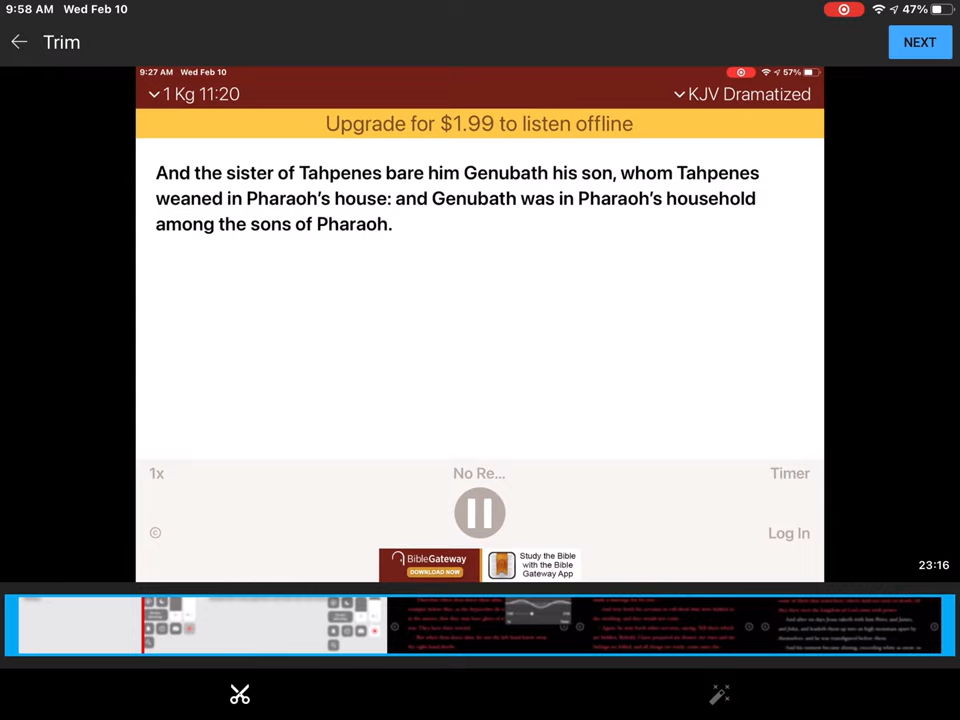 9:58 AM Wed Feb 10
47%
Trim
NEXT
9:27 AM Wed Feb 10
57%
1 Kg 11:20
KJV Dramatized
Upgrade for $1.99 to listen offline
And the sister of Tahpenes bare him Genubath his son, whom Tahpenes
weaned in Pharaoh's house: and Genubath was in Pharaoh's household
among the sons of Pharaoh.
1x
No Re...
Timer
©
Log In
BibleGateway
DOWNLOAD NOW
Study the Bible
with the Bible
Gateway App
23:16